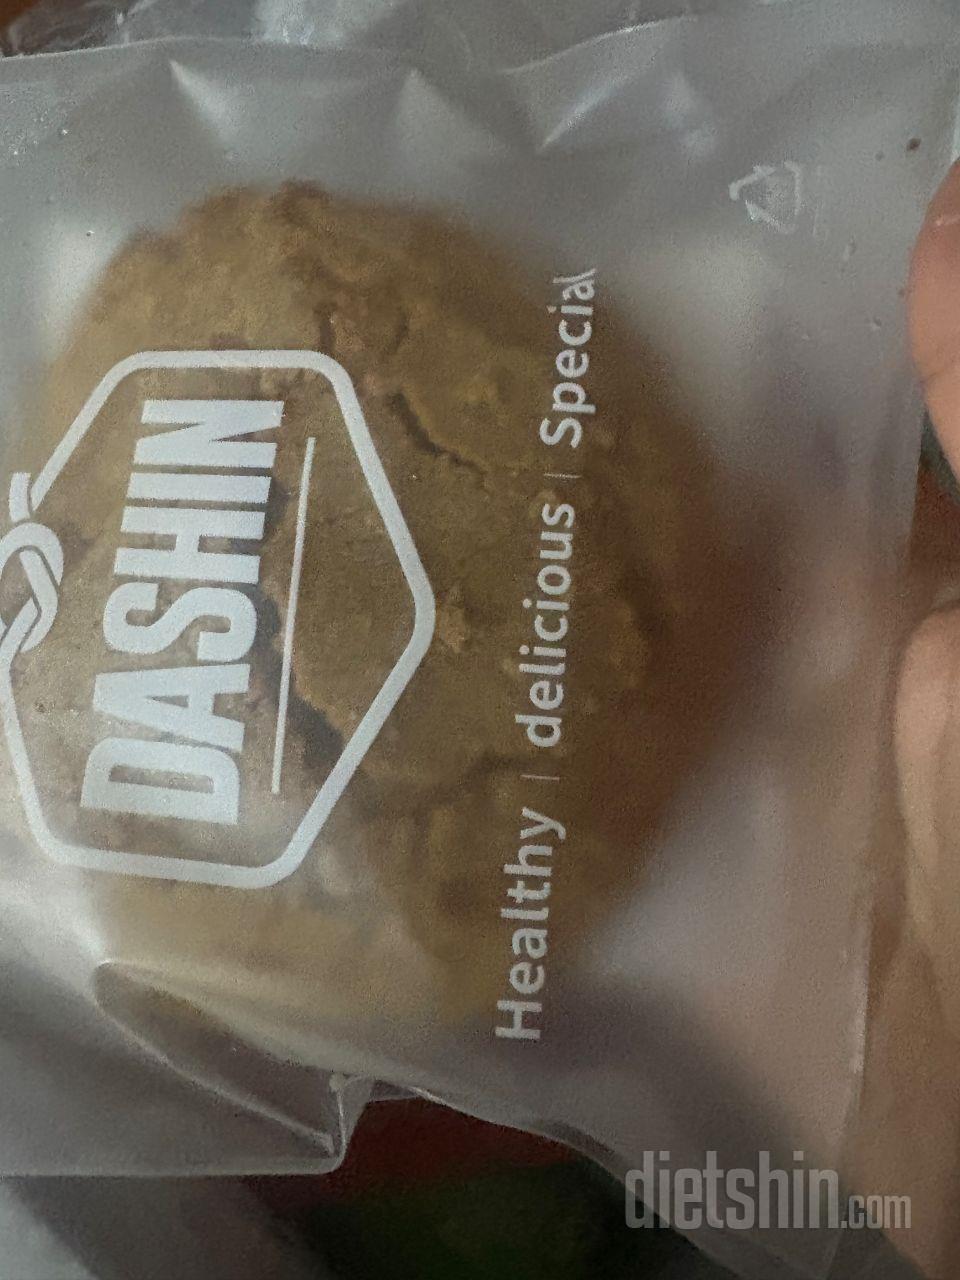 DASHIN
Healthy | delicious | Special
dietshin.com